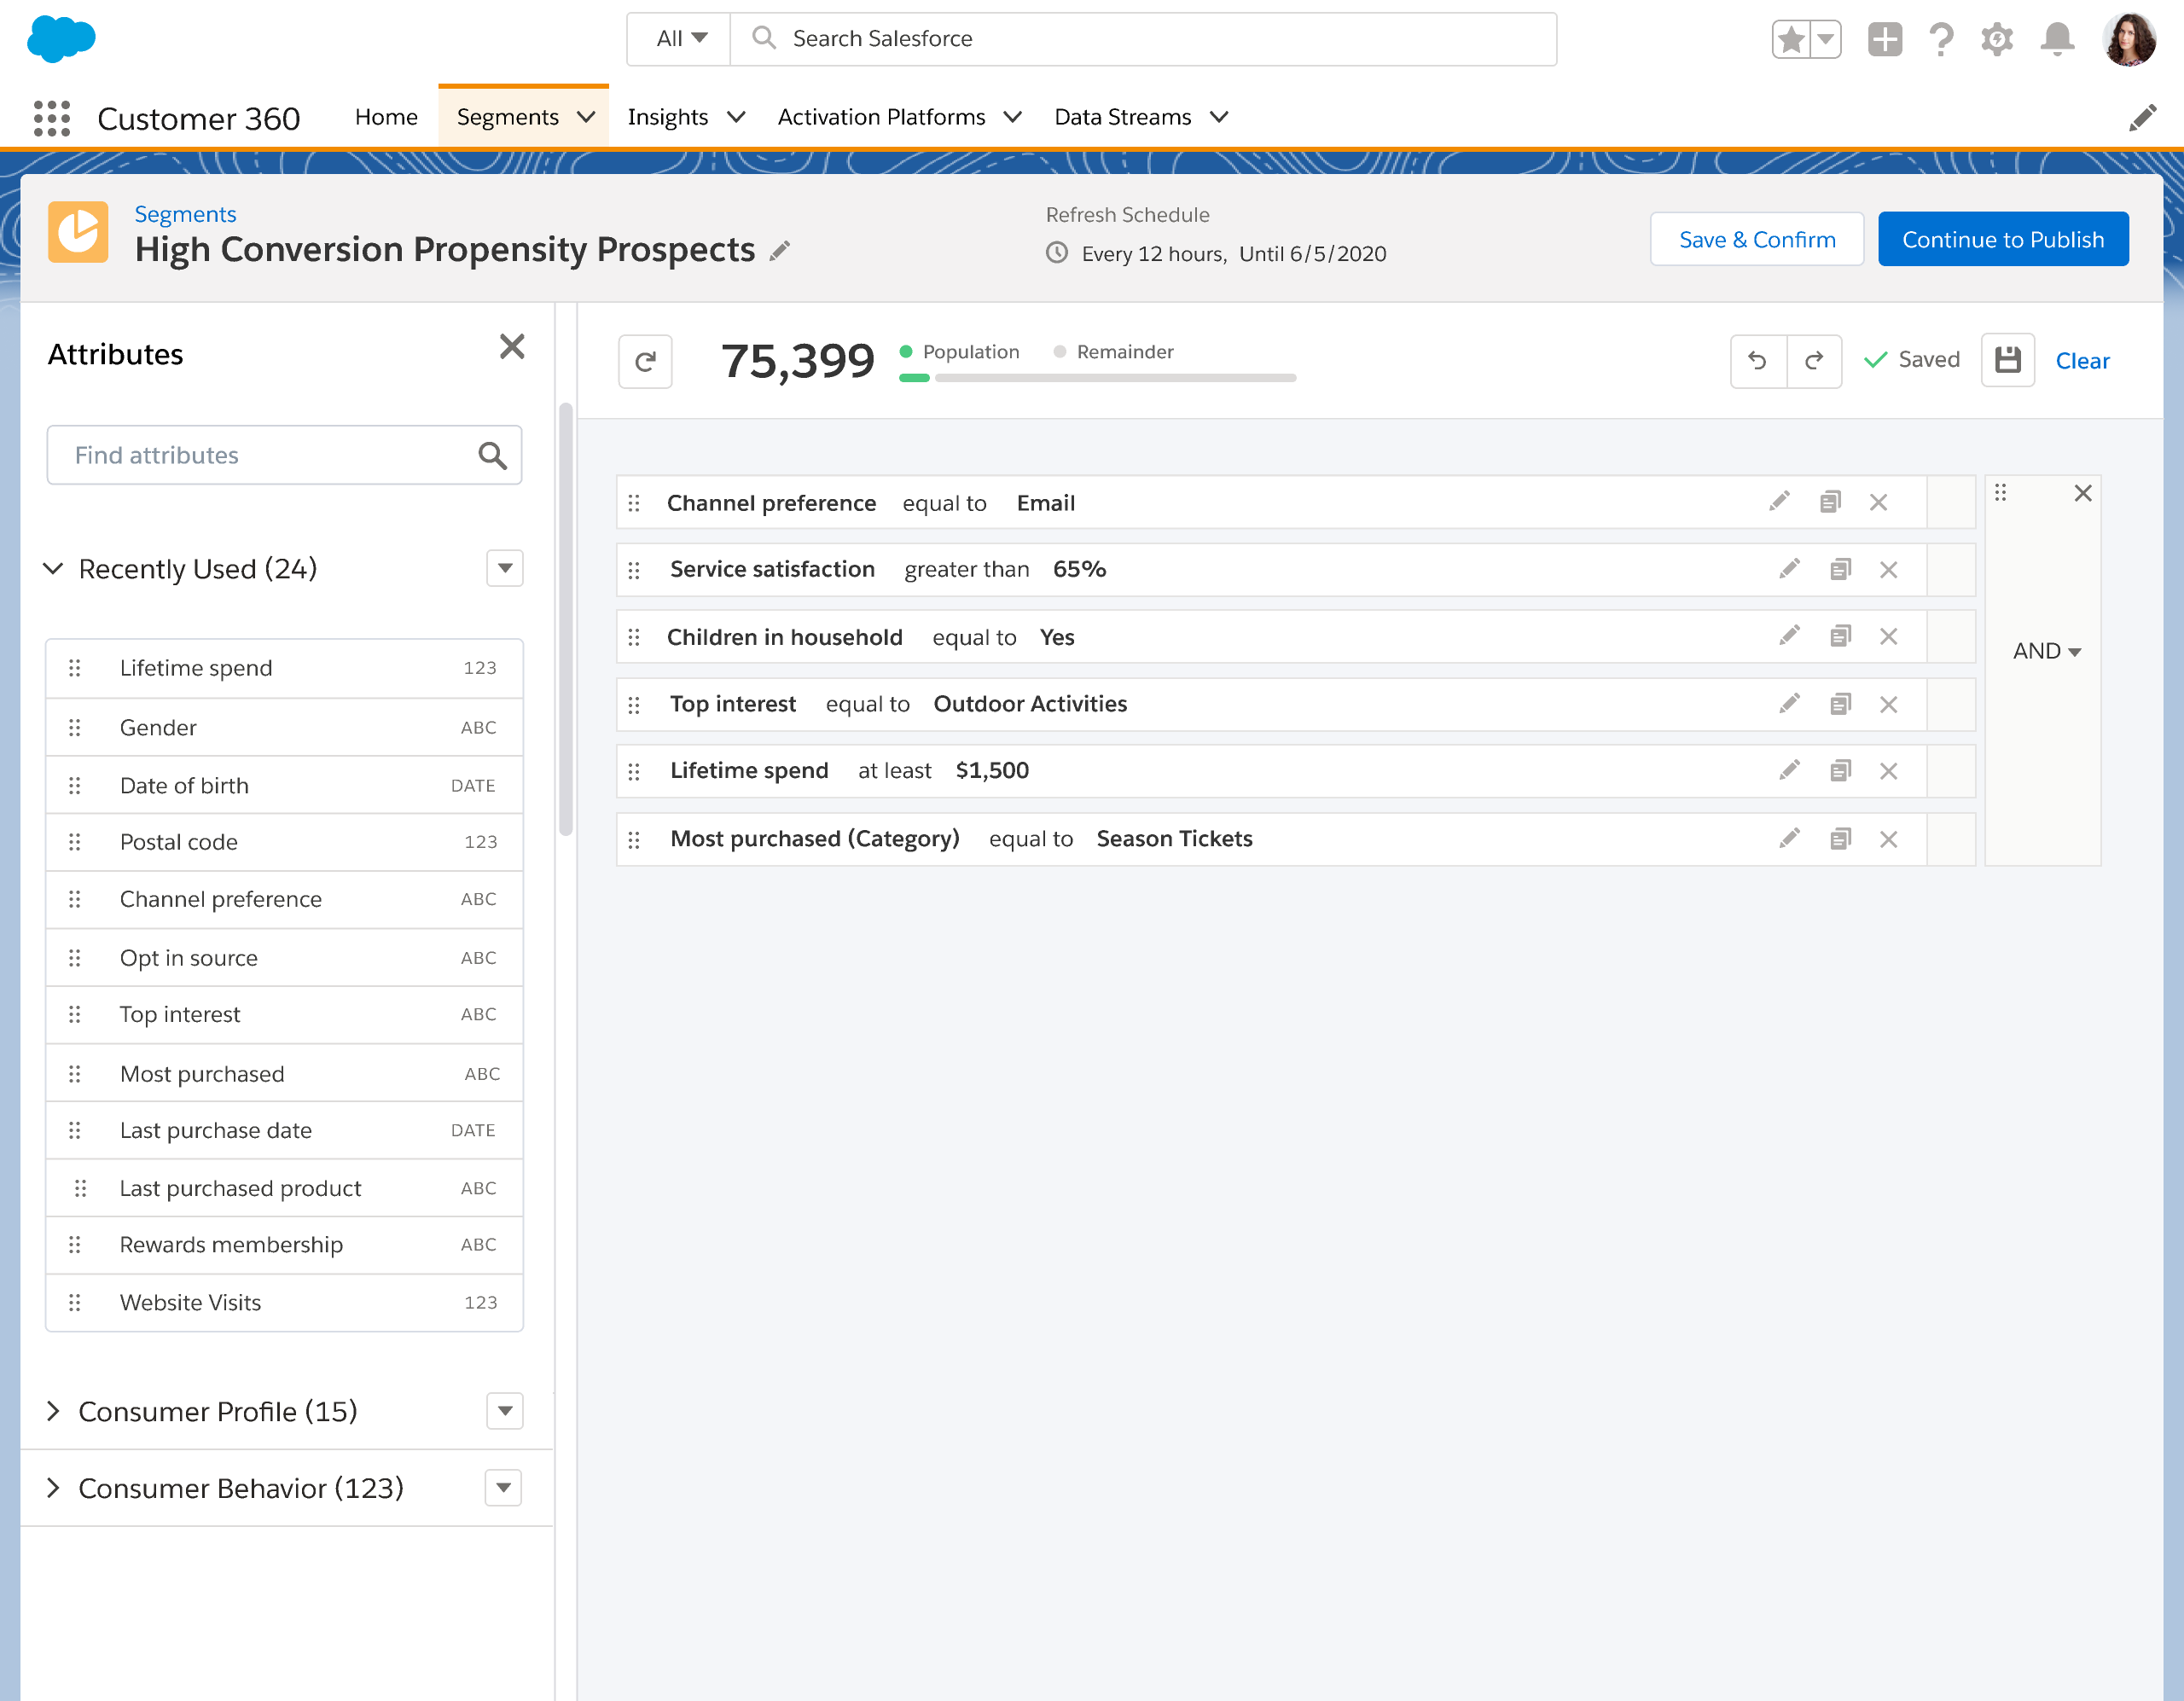 All
Search Salesforce
Customer 360
Home
Segments
Insights
Activation Platforms
Data Streams
Segments
High Conversion Propensity Prospects
Refresh Schedule
Every 12 hours, Until 6/5/2020
Save & Confirm
Continue to Publish
Attributes
Find attributes
Recently Used (24)
Lifetime spend 123
Gender ABC
Date of birth DATE
Postal code 123
Channel preference ABC
Opt in source ABC
Top interest ABC
Most purchased ABC
Last purchase date DATE
Last purchased product ABC
Rewards membership ABC
Website Visits 123
Consumer Profile (15)
Consumer Behavior (123)
75,399
Population
Remainder
Saved
Clear
Channel preference equal to Email
Service satisfaction greater than 65%
Children in household equal to Yes
Top interest equal to Outdoor Activities
Lifetime spend at least $1,500
Most purchased (Category) equal to Season Tickets
AND